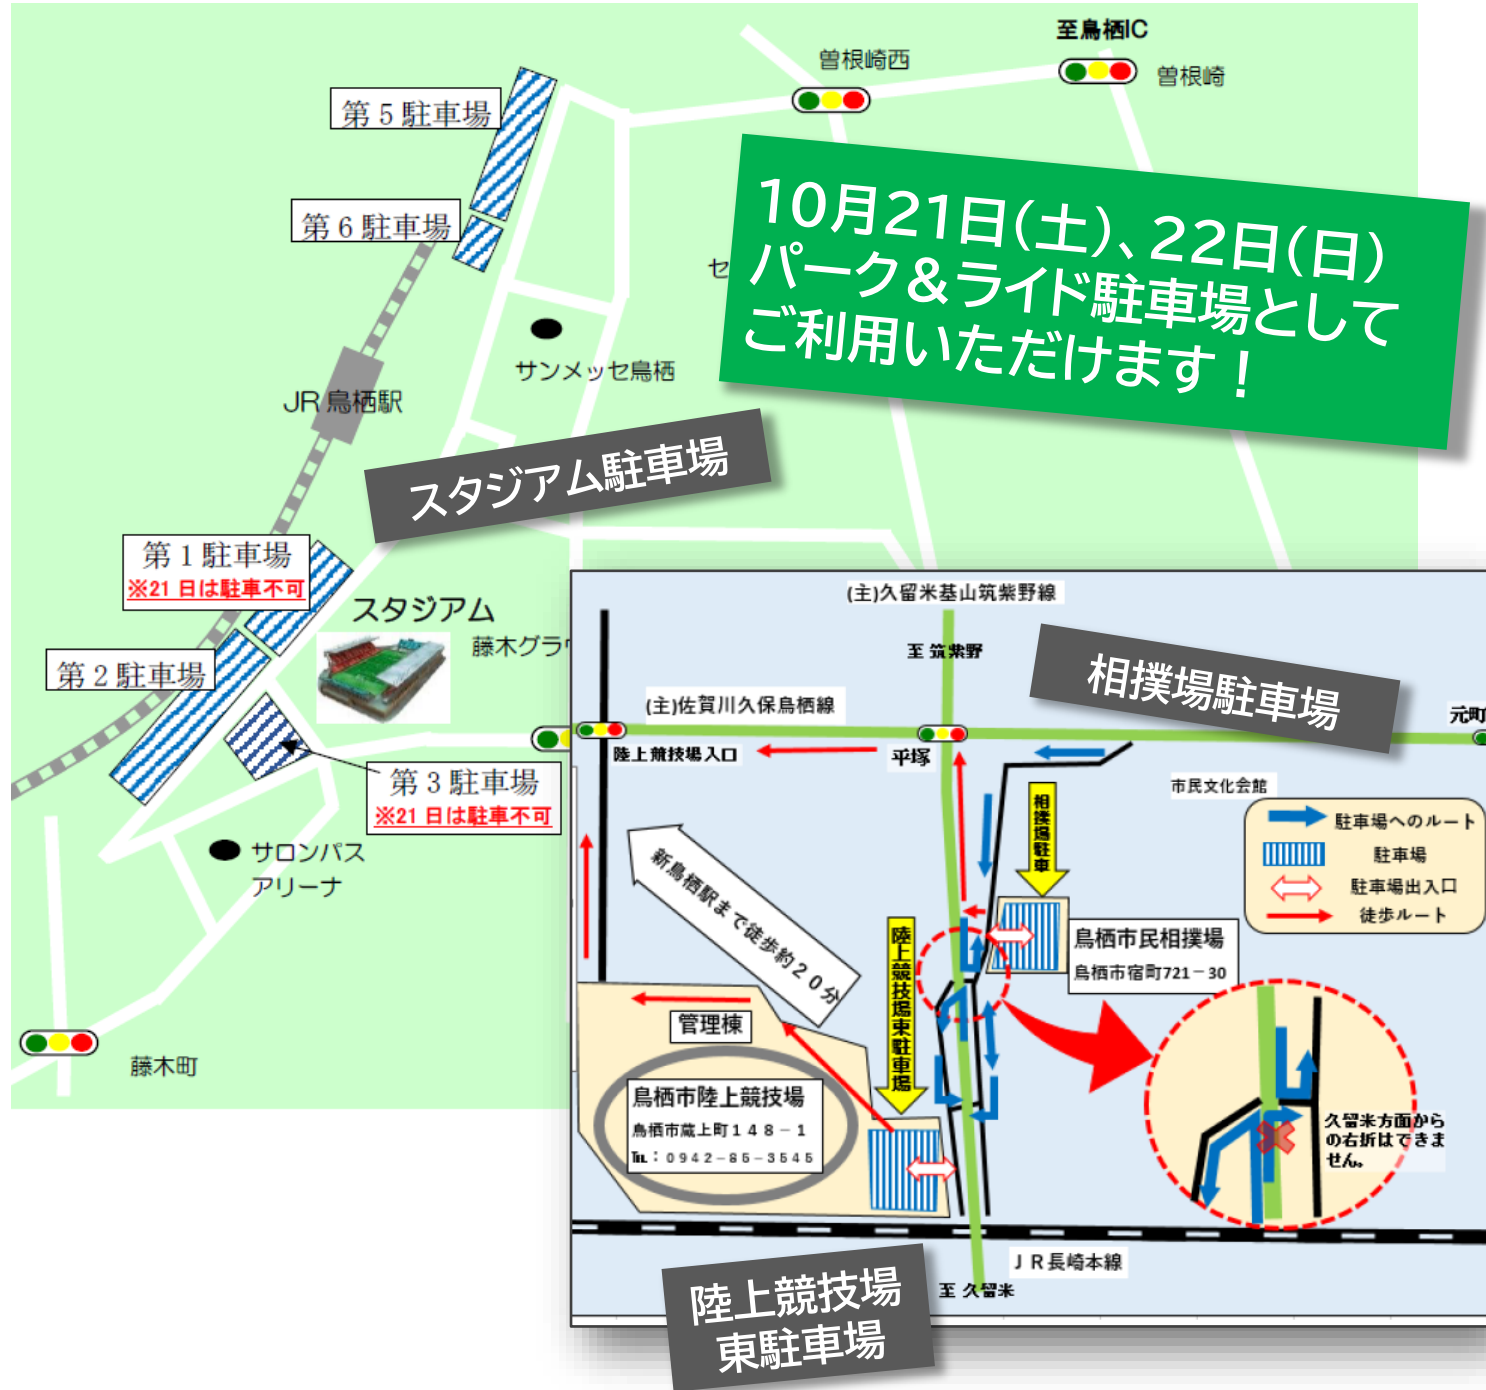 至鳥栖IC
曽根崎西
曽根崎
第５駐車場
第６駐車場
10月21日(土)、22日(日)
パーク＆ライド駐車場として
ご利用いただけます！
セ
サンメッセ鳥栖
JR 鳥栖駅
スタジアム駐車場
第１駐車場
※21日は駐車不可
スタジアム
藤木グラ
第２駐車場
第３駐車場
※21日は駐車不可
サロンパス
アリーナ
藤木町
(主)久留米基山筑紫野線
至 筑紫野
相撲場駐車場
(主)佐賀川久保鳥栖線
元町
陸上競技場入口
平塚
市民文化会館
相撲場駐車
駐車場へのルート
駐車場
駐車場出入口
徒歩ルート
新鳥栖駅まで徒歩約２０分
陸上競技場東駐車場
鳥栖市民相撲場
鳥栖市宿町721－30
管理棟
鳥栖市陸上競技場
鳥栖市蔵上町１４８－１
℡：０９４２－８５－３５４５
久留米方面から
の右折はできま
せん。
ＪＲ長崎本線
至 久留米
陸上競技場
東駐車場